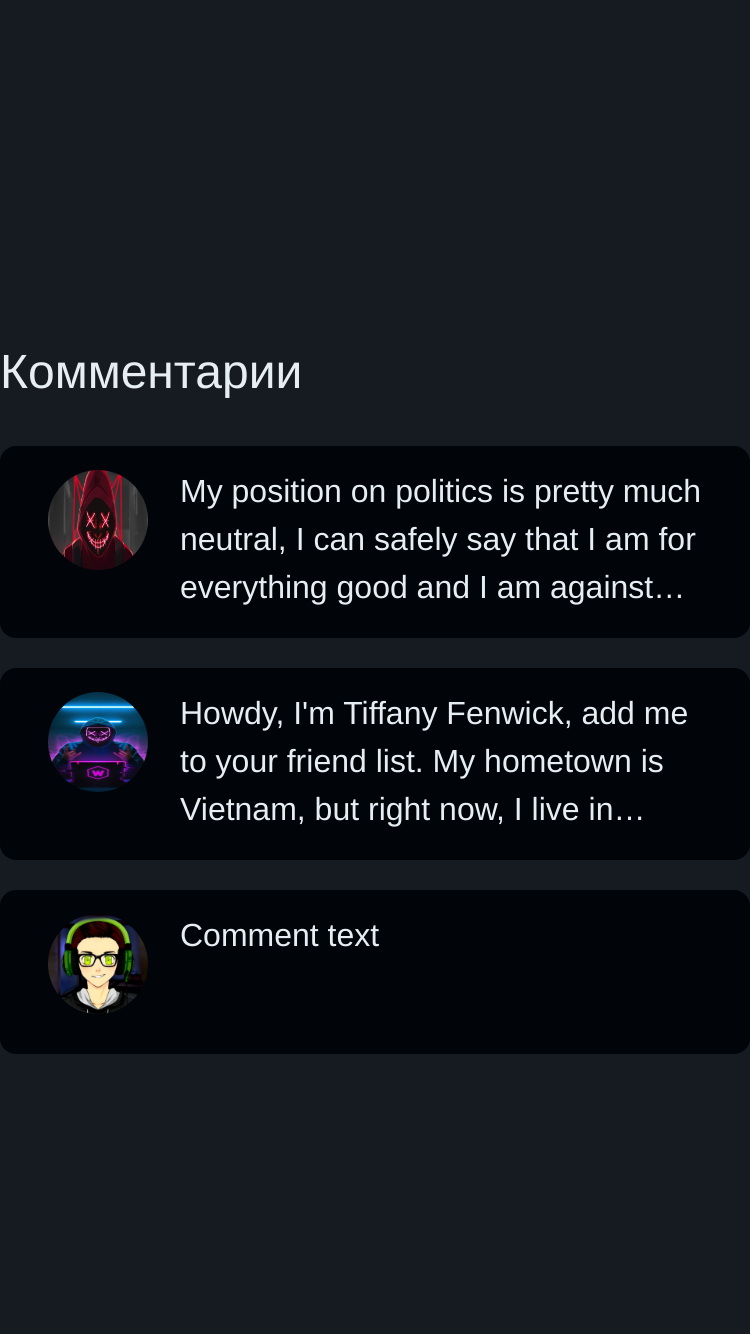 Комментарии
My position on politics is pretty much
neutral, I can safely say that I am for
everything good and I am against…
Howdy, I'm Tiffany Fenwick, add me
to your friend list. My hometown is
Vietnam, but right now, I live in…
W
Comment text